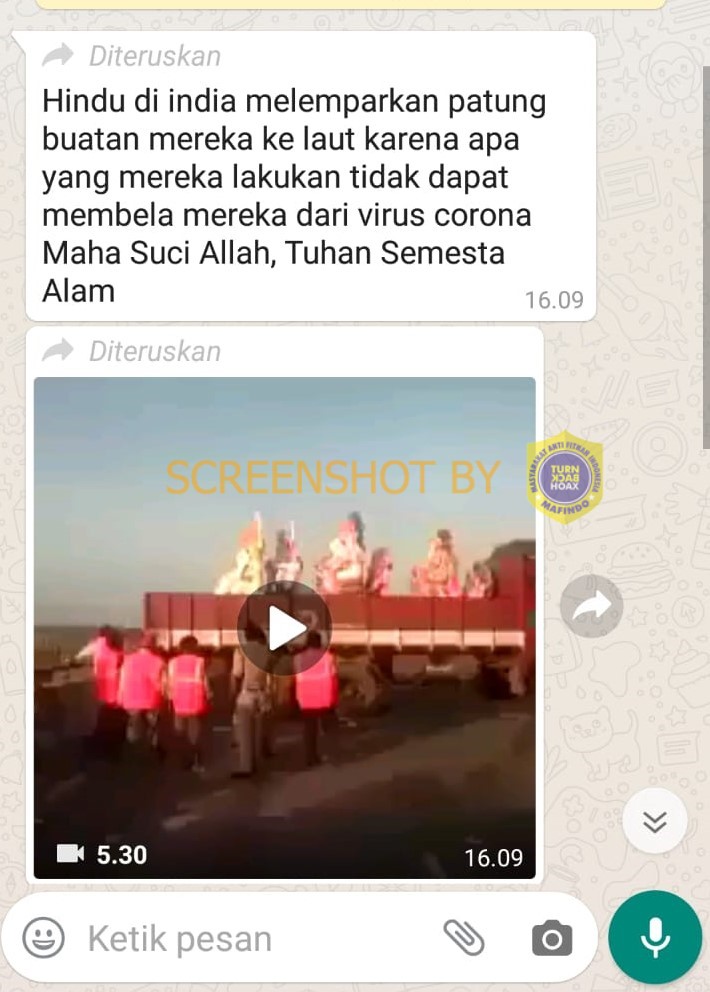 Diteruskan
Hindu di india melemparkan patung
buatan mereka ke laut karena apa
yang mereka lakukan tidak dapat
membela mereka dari virus corona
Maha Suci Allah, Tuhan Semesta
Alam
16.09
Diteruskan
SCREENSHOT BY
MASYARAKAT ANTI FITNAH INDONESIA
TURN
BACK
HOAX
MAFINDO
5.30
16.09
Ketik pesan